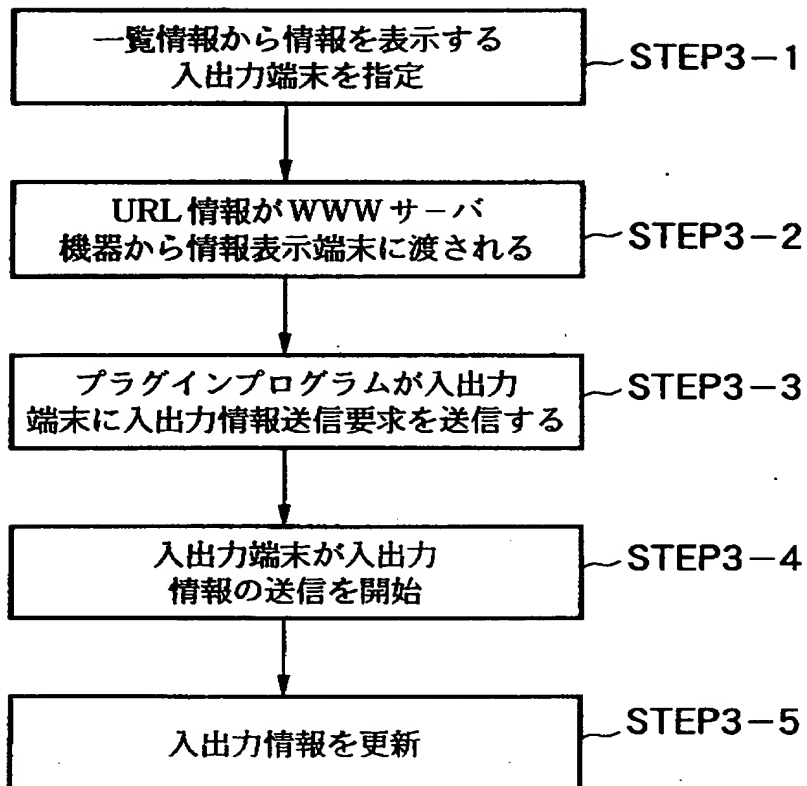 一覧情報から情報を表示する
入出力端末を指定
STEP3-1
URL情報がWWWサーバ
機器から情報表示端末に渡される
STEP3-2
プラグインプログラムが入出力
端末に入出力情報送信要求を送信する
STEP3-3
入出力端末が入出力
情報の送信を開始
STEP3-4
入出力情報を更新
STEP3-5